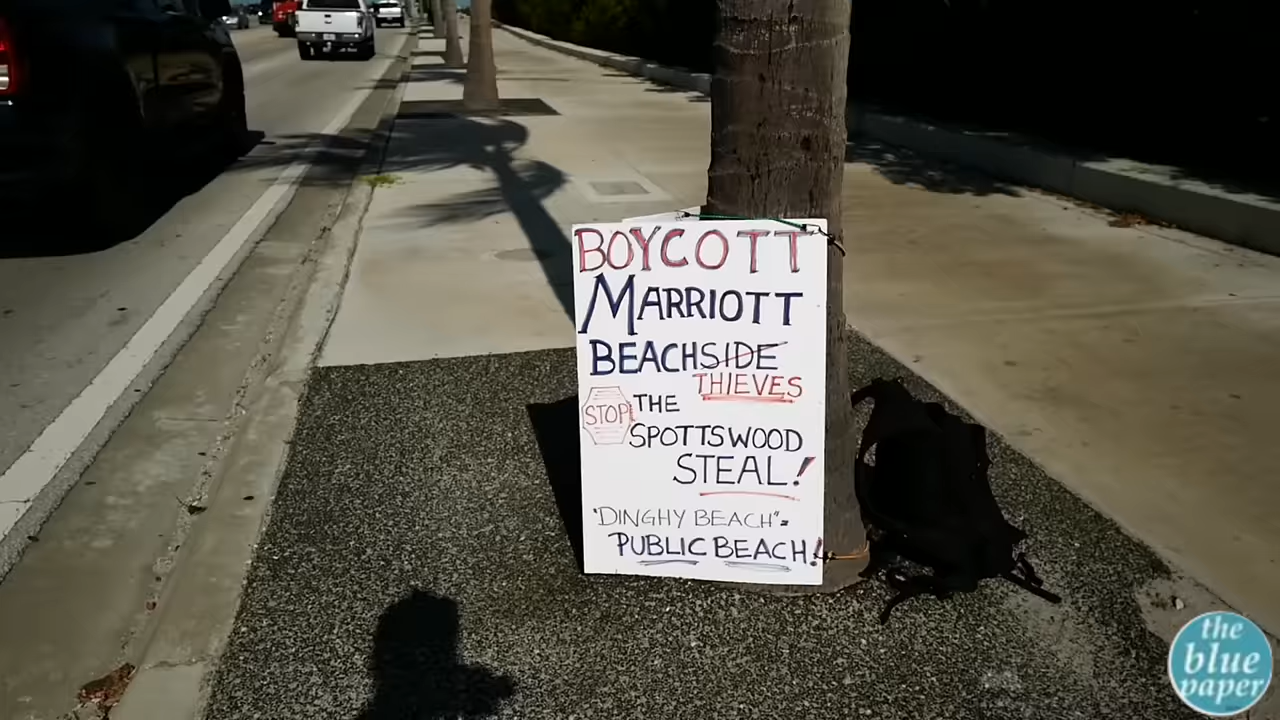 BOYCOTT
MARRIOTT
BEACHSIDE
THIEVES
STOP THE
SPOTTSWOOD
STEAL!
"DINGHY BEACH" =
PUBLIC BEACH!
the
blue
paper